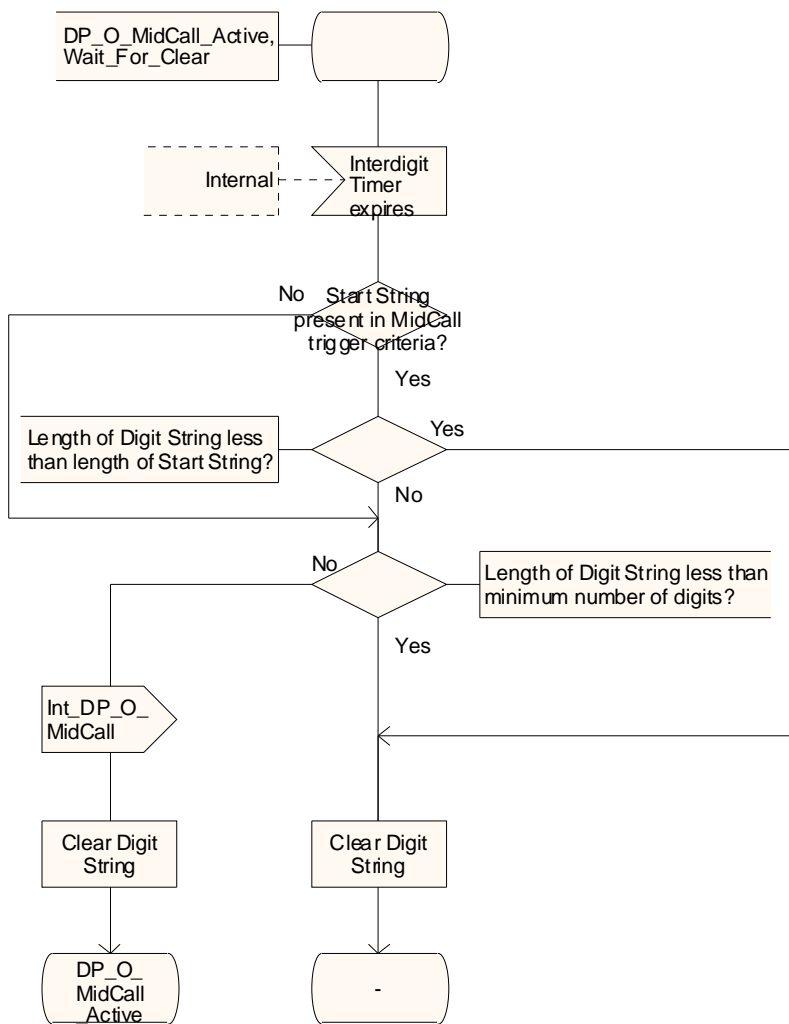 DP_O_MidCall_Active,
Wait_For_Clear
Internal
Interdigit
Timer
expires
No
Start String
present in MidCall
trigger criteria?
Yes
Length of Digit String less
than length of Start String?
Yes
No
No
Length of Digit String less than
minimum number of digits?
Yes
Int_DP_O_
MidCall
Clear Digit
String
Clear Digit
String
DP_O_
MidCall
_Active
-